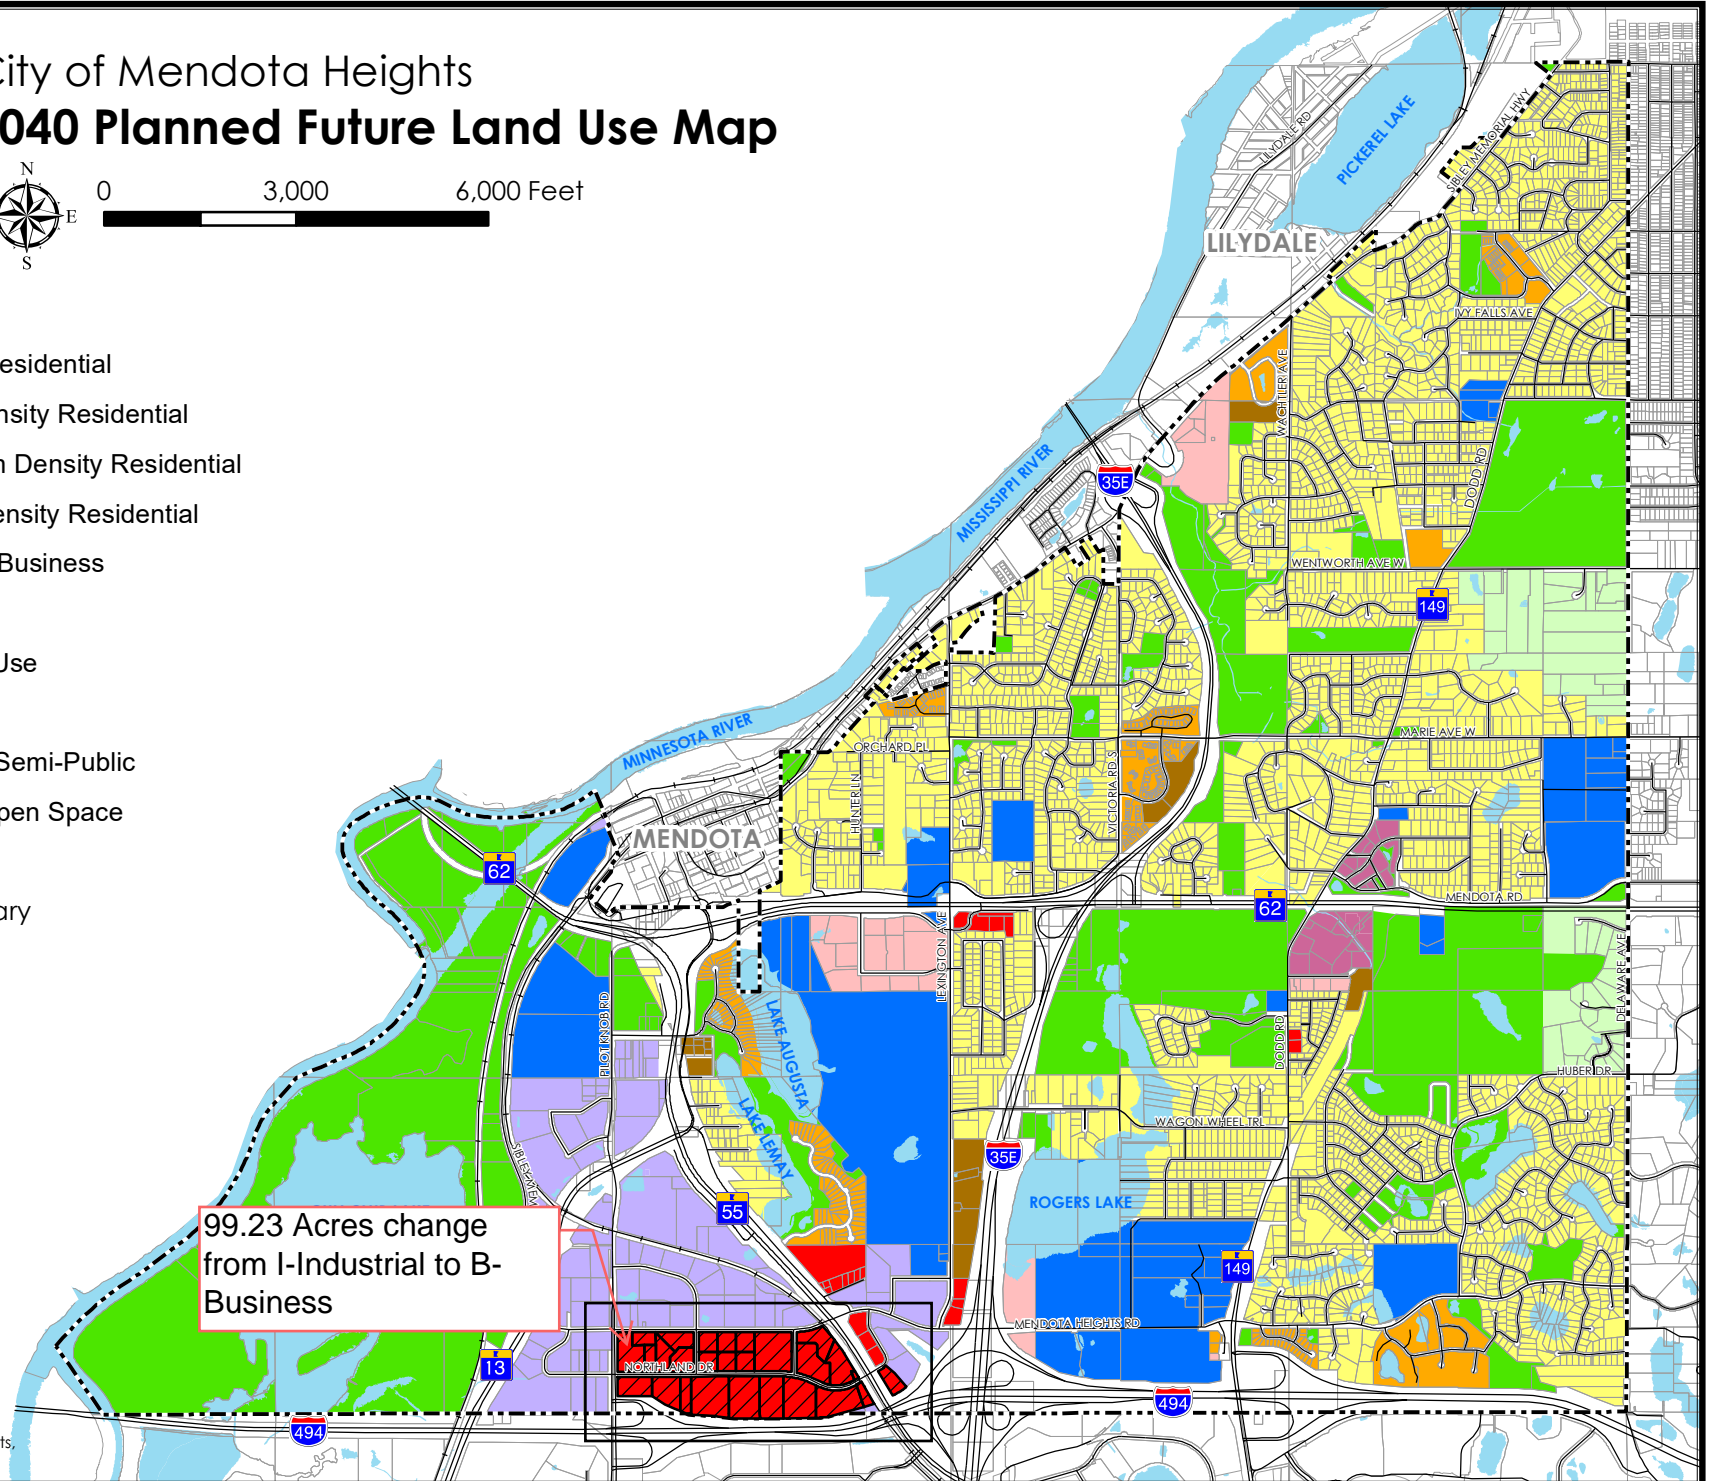 City of Mendota Heights
040 Planned Future Land Use Map
N
E
S
0 3,000 6,000 Feet
esidential
nsity Residential
n Density Residential
ensity Residential
Business
Use
Semi-Public
pen Space
ary
ts,
LILYDALE RD
PICKEREL LAKE
SIBLEY MEMORIAL HWY
LILYDALE
IVY FALLS AVE
WACHTLER AVE
DODD RD
MISSISSIPPI RIVER
35E
WENTWORTH AVE W
149
MARIE AVE W
ORCHARD PL
MINNESOTA RIVER
HUNTER LN
VICTORIA RD S
MENDOTA
62
MENDOTA RD
62
LEXINGTON AVE
DELAWARE AVE
PILOT KNOB RD
LAKE AUGUSTA
DODD RD
HUBER DR
LAKE LEMAY
WAGON WHEEL TRL
35E
ROGERS LAKE
55
99.23 Acres change
from I-Industrial to B-
Business
149
MENDOTA HEIGHTS RD
NORTHLAND DR
13
494
494